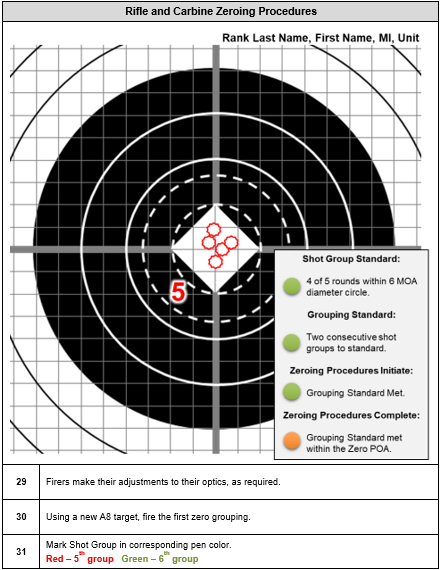 Rifle and Carbine Zeroing Procedures
Rank Last Name, First Name, MI, Unit
5
Shot Group Standard:
4 of 5 rounds within 6 MOA
diameter circle.
Grouping Standard:
Two consecutive shot
groups to standard.
Zeroing Procedures Initiate:
Grouping Standard Met.
Zeroing Procedures Complete:
Grouping Standard met
within the Zero POA.
29 Firers make their adjustments to their optics, as required.
30 Using a new A8 target, fire the first zero grouping.
31 Mark Shot Group in corresponding pen color.
Red – 5th group Green – 6th group